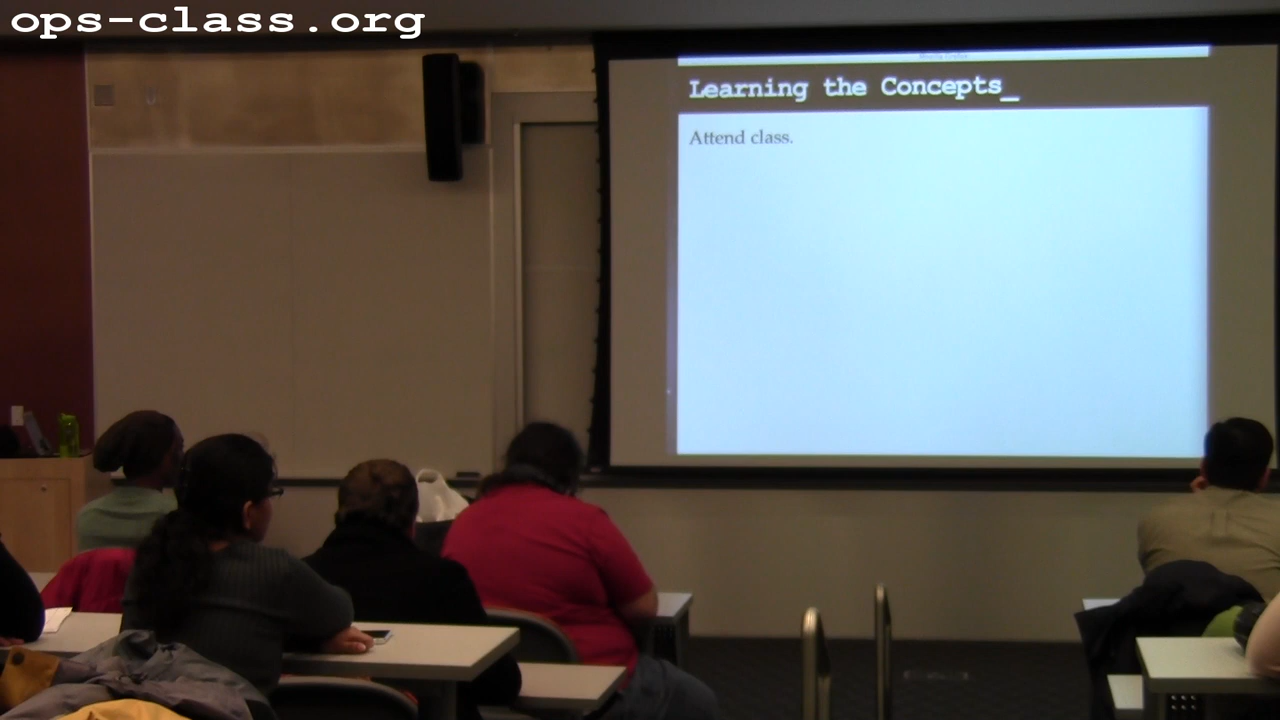 ops-class.org
Learning the Concepts_
Attend class.